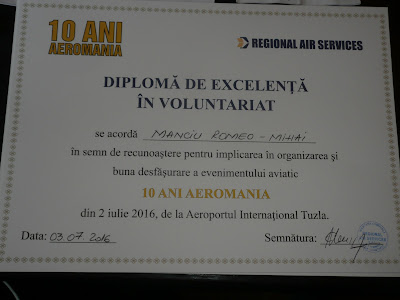 10 ANI
AEROMANIA
REGIONAL AIR SERVICES
DIPLOMĂ DE EXCELENȚĂ
ÎN VOLUNTARIAT
se acordă MANCIU ROMEO - MIHAI
în semn de recunoaștere pentru implicarea în organizarea și
buna desfășurare a evenimentului aviatic
10 ANI AEROMANIA
din 2 iulie 2016, de la Aeroportul Internațional Tuzla.
Data: 03.07.2016
Semnătura: